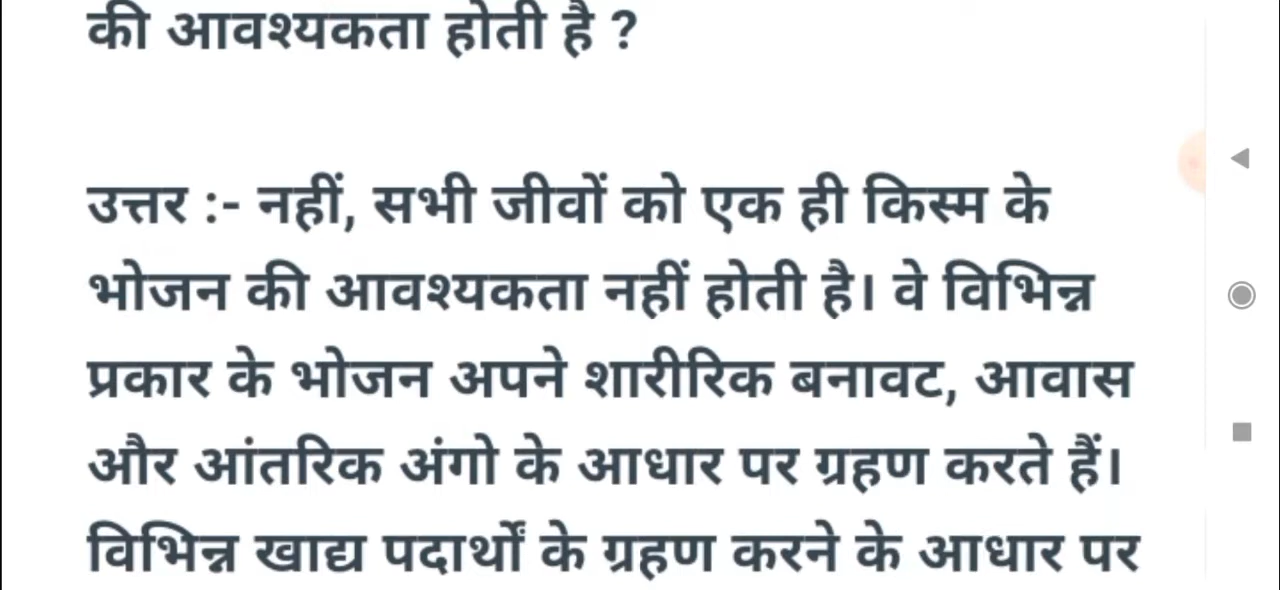 की आवश्यकता होती है ?
उत्तर :- नहीं, सभी जीवों को एक ही किस्म के
भोजन की आवश्यकता नहीं होती है। वे विभिन्न
प्रकार के भोजन अपने शारीरिक बनावट, आवास
और आंतरिक अंगो के आधार पर ग्रहण करते हैं।
विभिन्न खाद्य पदार्थों के ग्रहण करने के आधार पर